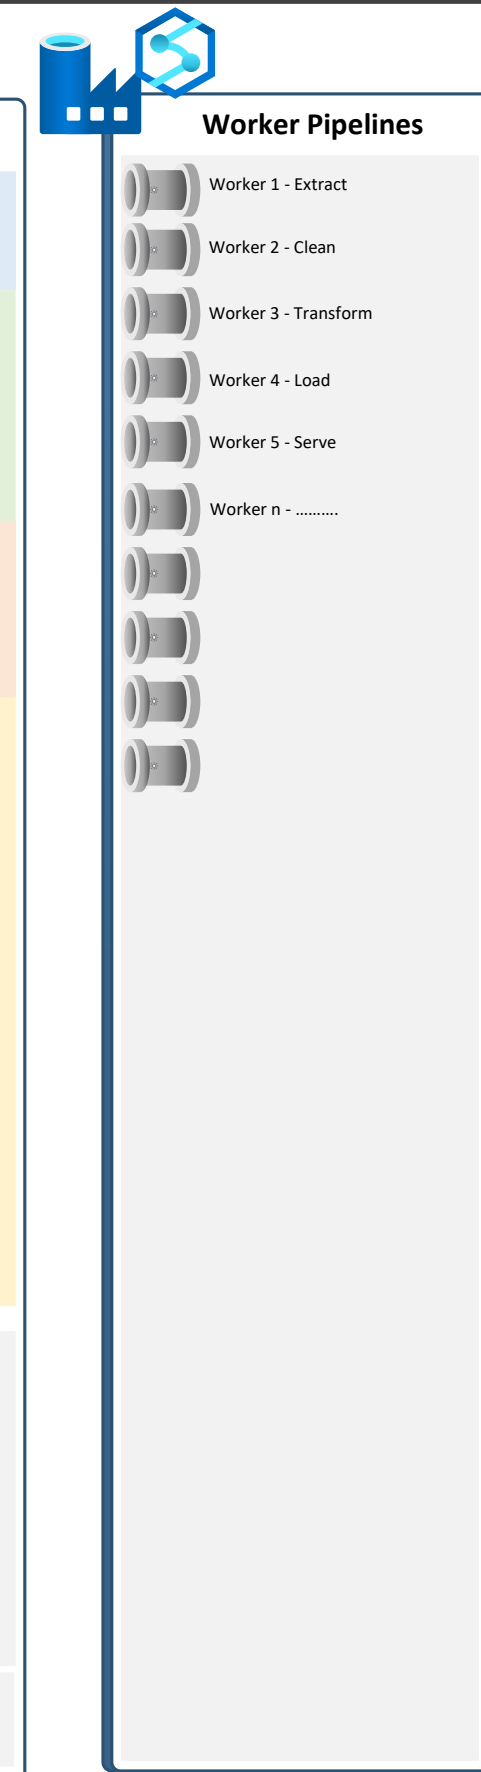 Worker Pipelines
Worker 1 - Extract
Worker 2 - Clean
Worker 3 - Transform
Worker 4 - Load
Worker 5 - Serve
Worker n - ……….